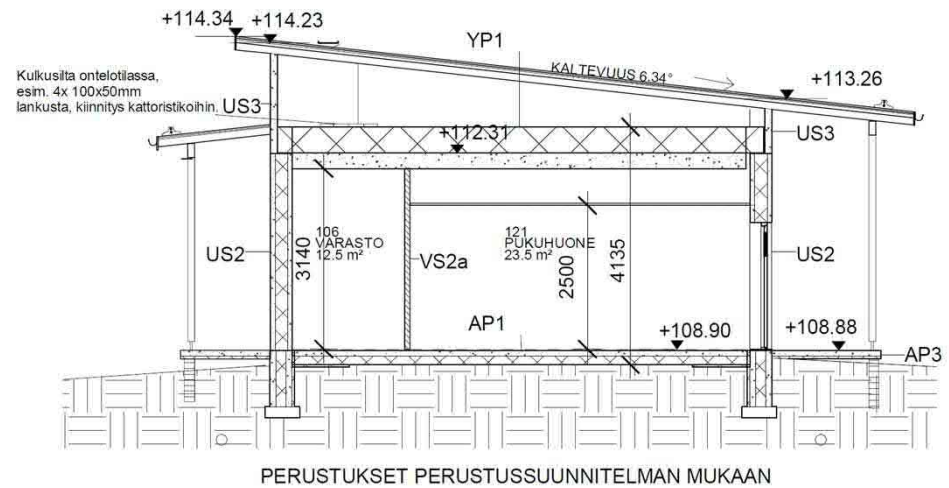 +114.34
+114.23
YP1
KALTEVUUS 6.34°
+113.26
Kulkusilta ontelotilassa,
esim. 4x 100x50mm
lankusta, kiinnitys kattoristikoihin.
US3
US3
+112.31
106
VARASTO
12.5 m²
121
PUKUHUONE
23.5 m²
US2
3140
VS2a
2500
4135
US2
AP1
+108.90
+108.88
AP3
PERUSTUKSET PERUSTUSSUUNNITELMAN MUKAAN